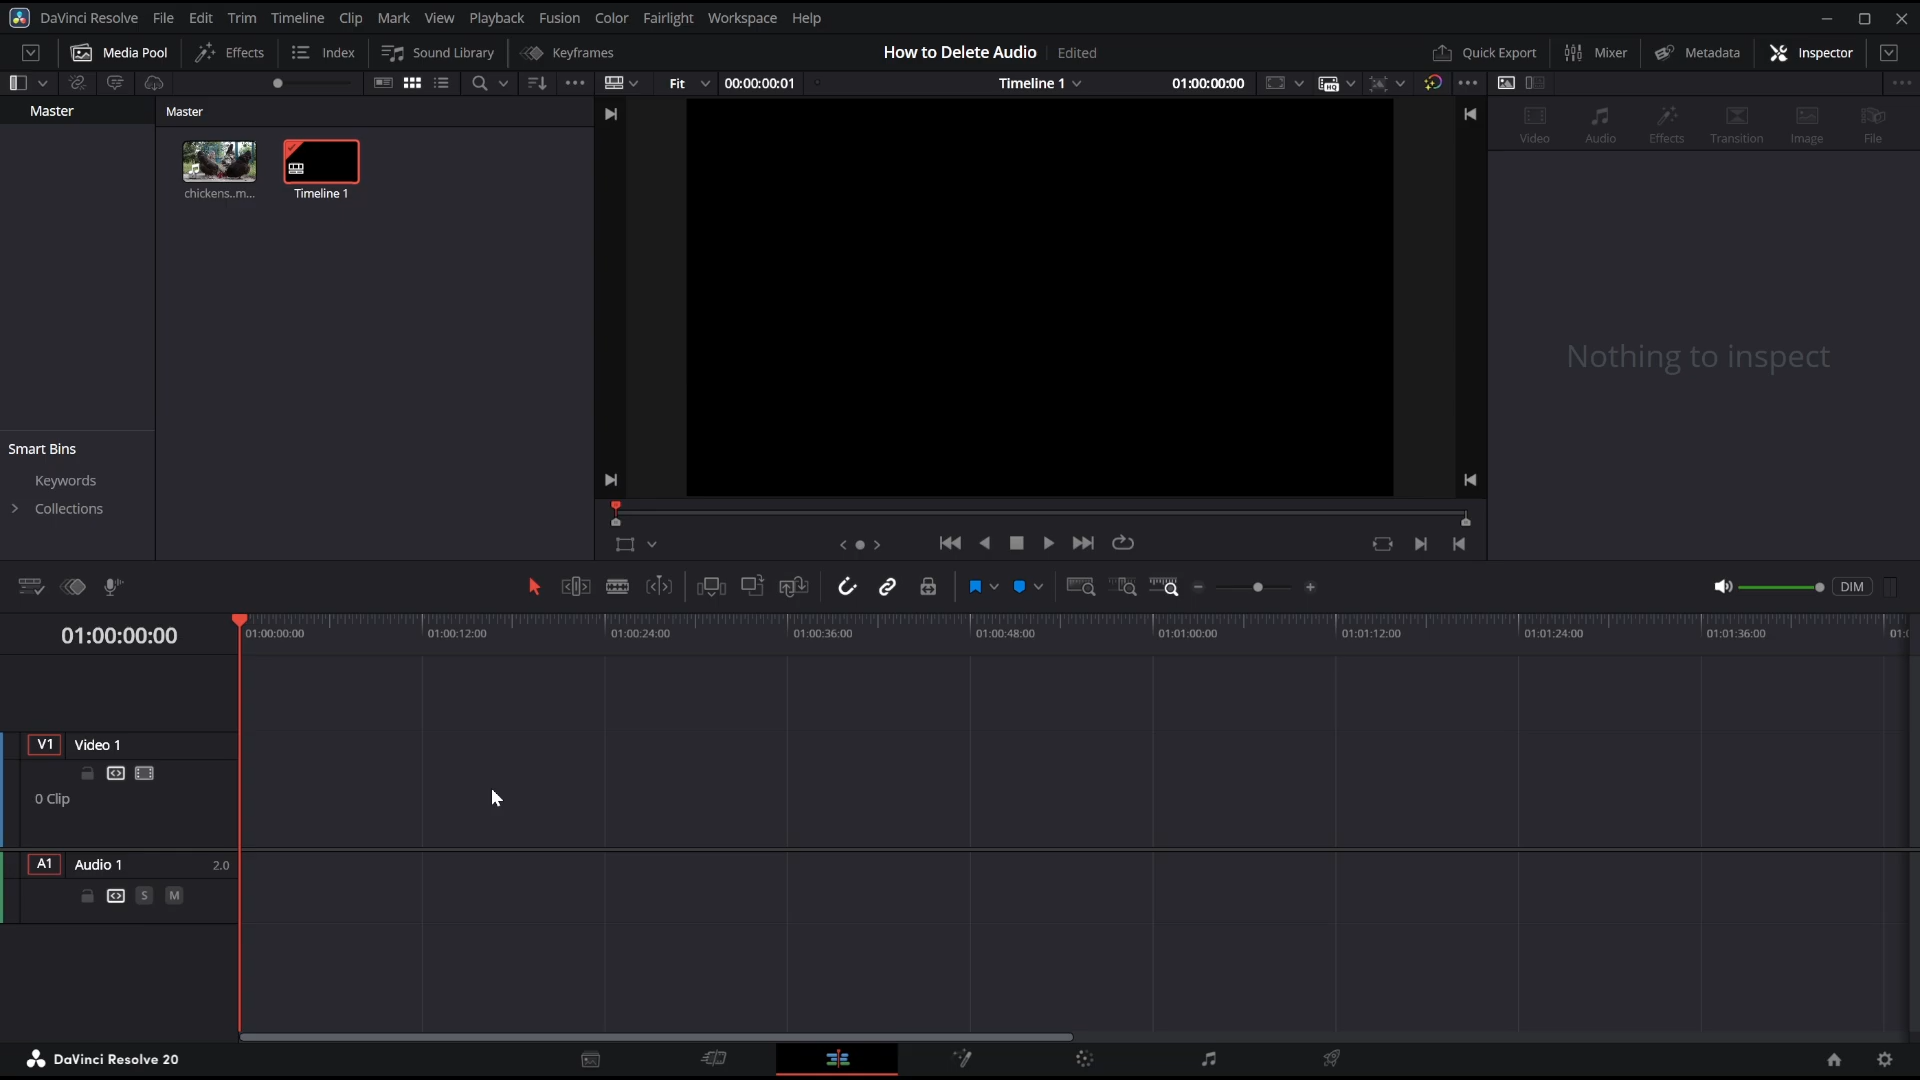 DaVinci Resolve File Edit Trim Timeline Clip Mark View Playback Fusion Color Fairlight Workspace Help
Media Pool Effects Index Sound Library Keyframes How to Delete Audio Edited Quick Export Mixer Metadata Inspector
Fit 00:00:00:01 Timeline 1 01:00:00:00
Master Master
Video Audio Effects Transition Image File
chickens..m... Timeline 1
Nothing to inspect
Smart Bins
Keywords
Collections
DIM
01:00:00:00 01:00:00:00 01:00:12:00 01:00:24:00 01:00:36:00 01:00:48:00 01:01:00:00 01:01:12:00 01:01:24:00 01:01:36:00 01:
V1 Video 1
0 Clip
A1 Audio 1 2.0
S M
DaVinci Resolve 20